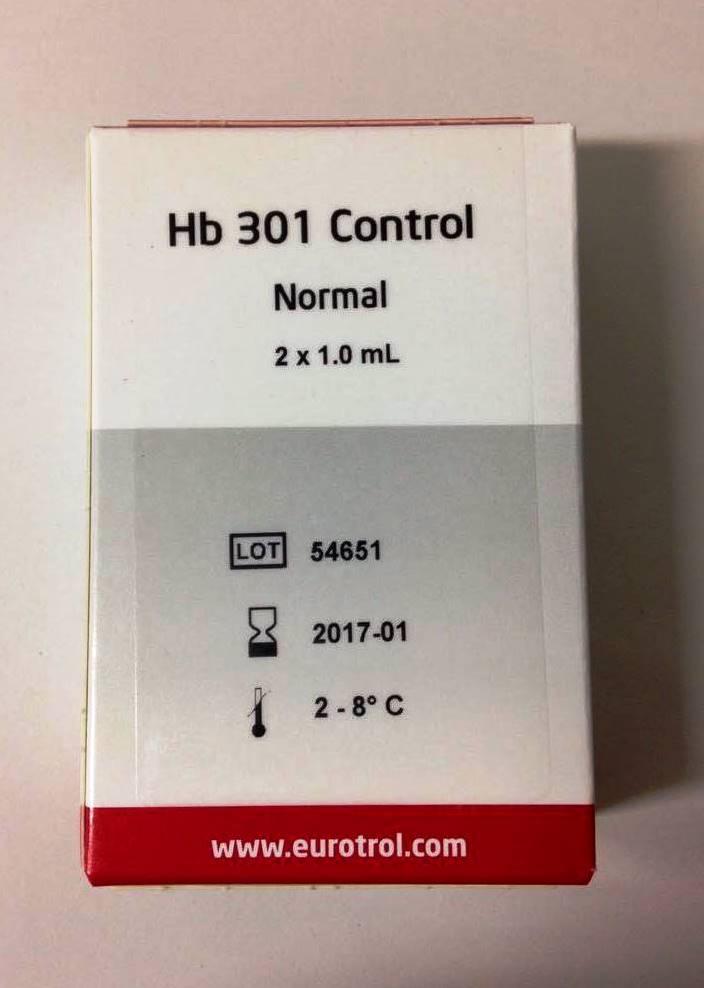 Hb 301 Control
Normal
2 x 1.0 mL
LOT 54651
2017-01
2 - 8° C
www.eurotrol.com